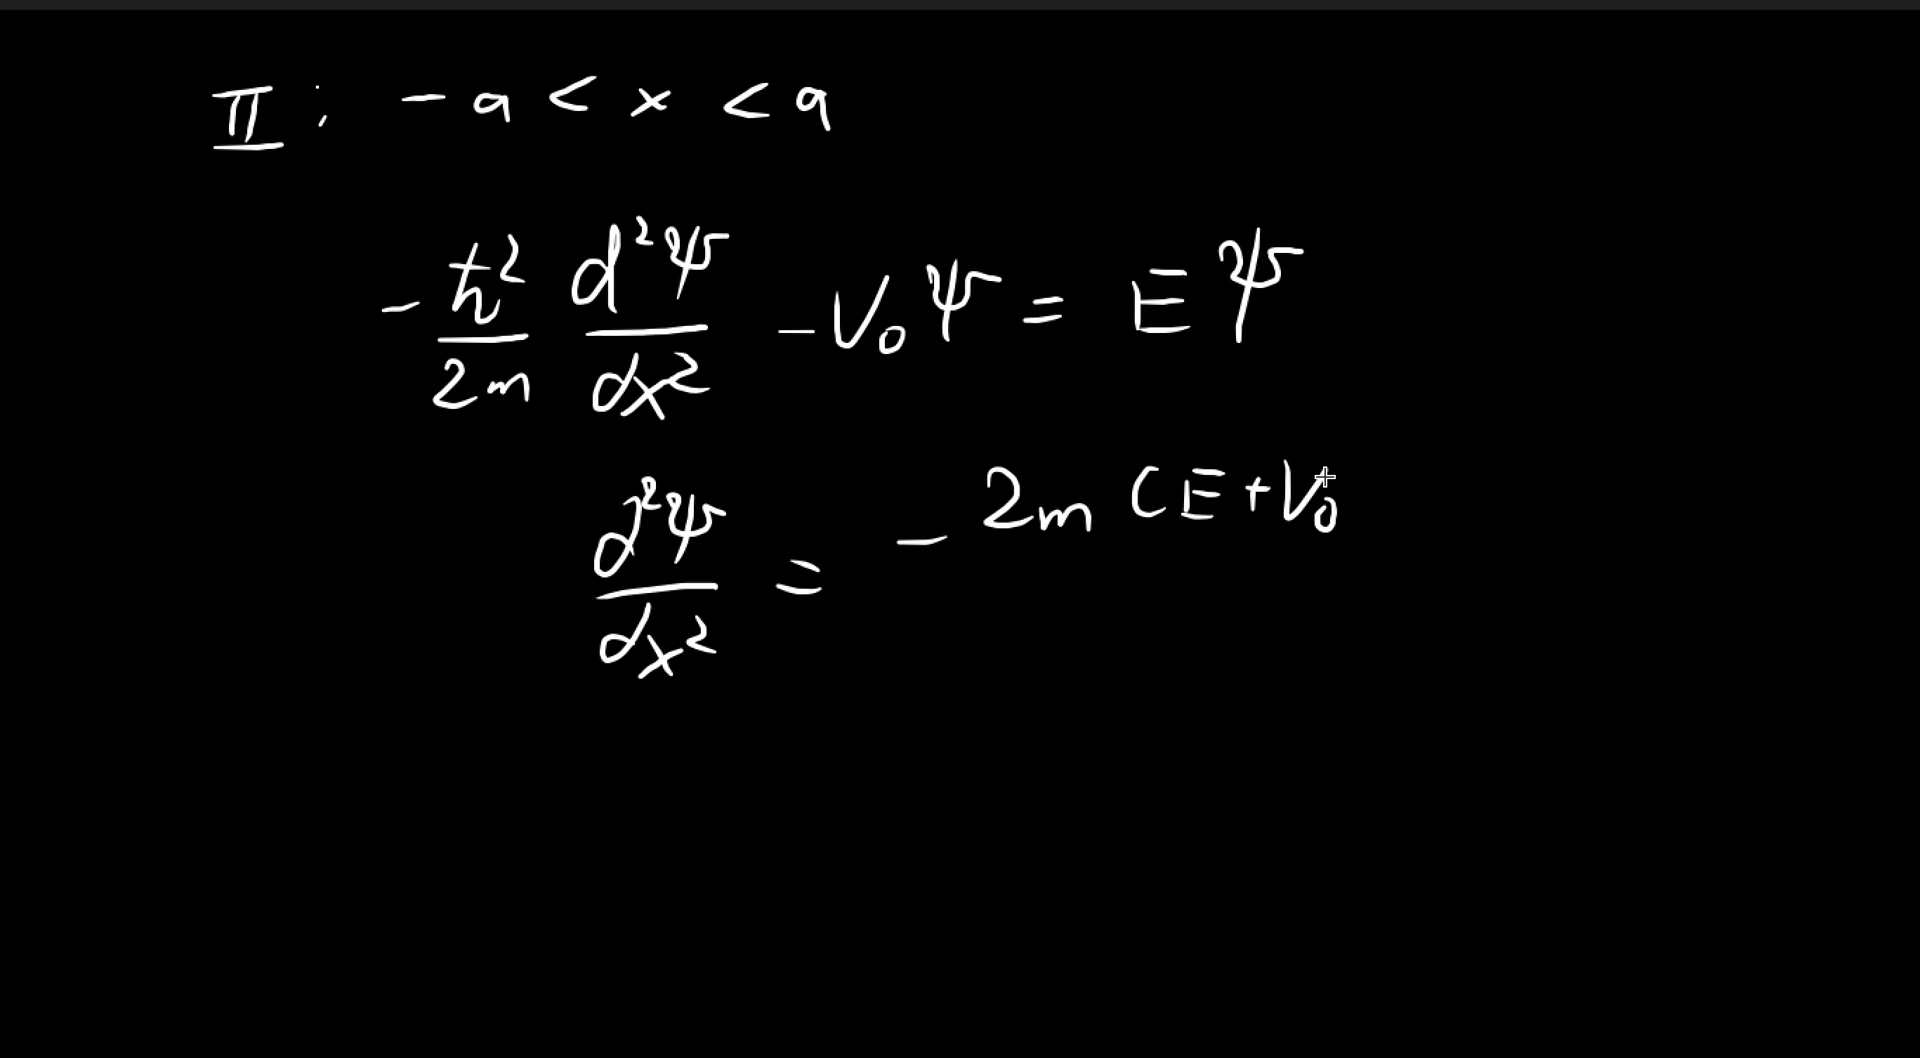 II : -a < x < a
-ħ²/2m d²ψ/dx² - V₀ψ = Eψ
d²ψ/dx² = - 2m (E + V₀